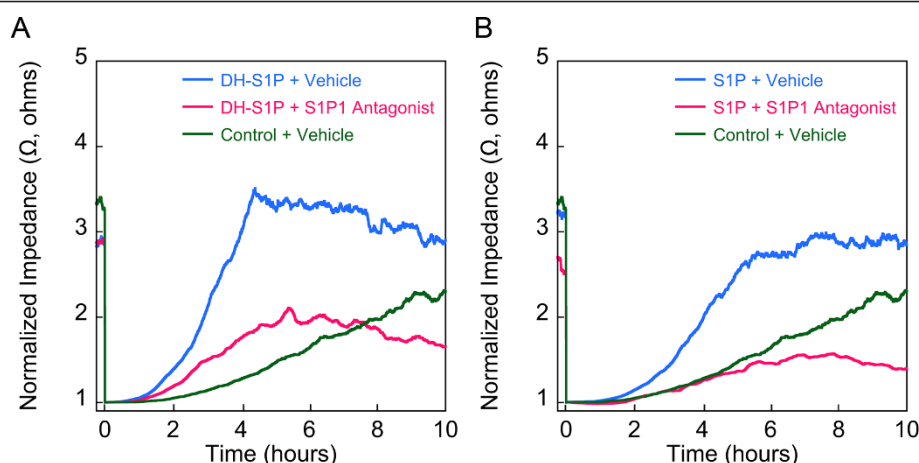 A
B
Normalized Impedance (Ω, ohms)
5
4
3
2
1
DH-S1P + Vehicle
DH-S1P + S1P1 Antagonist
Control + Vehicle
0 2 4 6 8 10
Time (hours)
Normalized Impedance (Ω, ohms)
5
4
3
2
1
S1P + Vehicle
S1P + S1P1 Antagonist
Control + Vehicle
0 2 4 6 8 10
Time (hours)